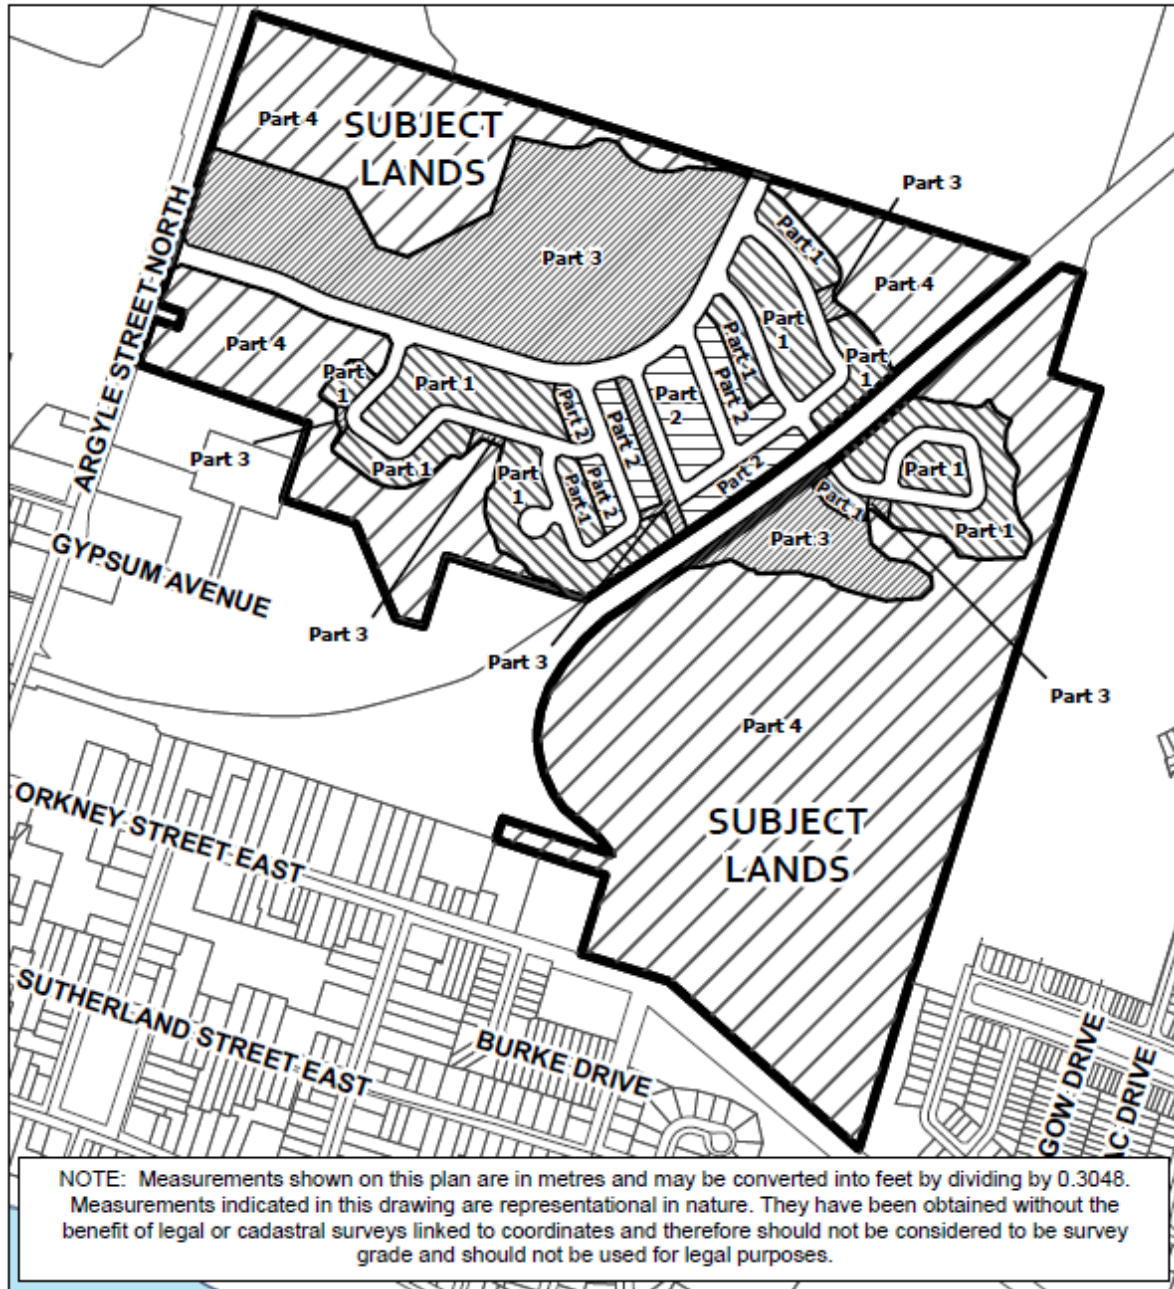 Part 4
SUBJECT
LANDS
Part 3
Part 1
Part 3
Part 4
ARGYLE STREET NORTH
Part 4
Part
1
Part 1
Part
1
Part 1
Part 2
Part
2
Part
1
Part 1
Part 2
Part 2
Part 3
Part 1
Part
1
Part 1
Part 2
Part 2
Part 1
Part 1
Part 3
Part 1
GYPSUM AVENUE
Part 3
Part 3
Part 3
Part 4
SUBJECT
LANDS
ORKNEY STREET EAST
SUTHERLAND STREET EAST
BURKE DRIVE
GOW DRIVE
AC DRIVE
NOTE: Measurements shown on this plan are in metres and may be converted into feet by dividing by 0.3048.
Measurements indicated in this drawing are representational in nature. They have been obtained without the
benefit of legal or cadastral surveys linked to coordinates and therefore should not be considered to be survey
grade and should not be used for legal purposes.